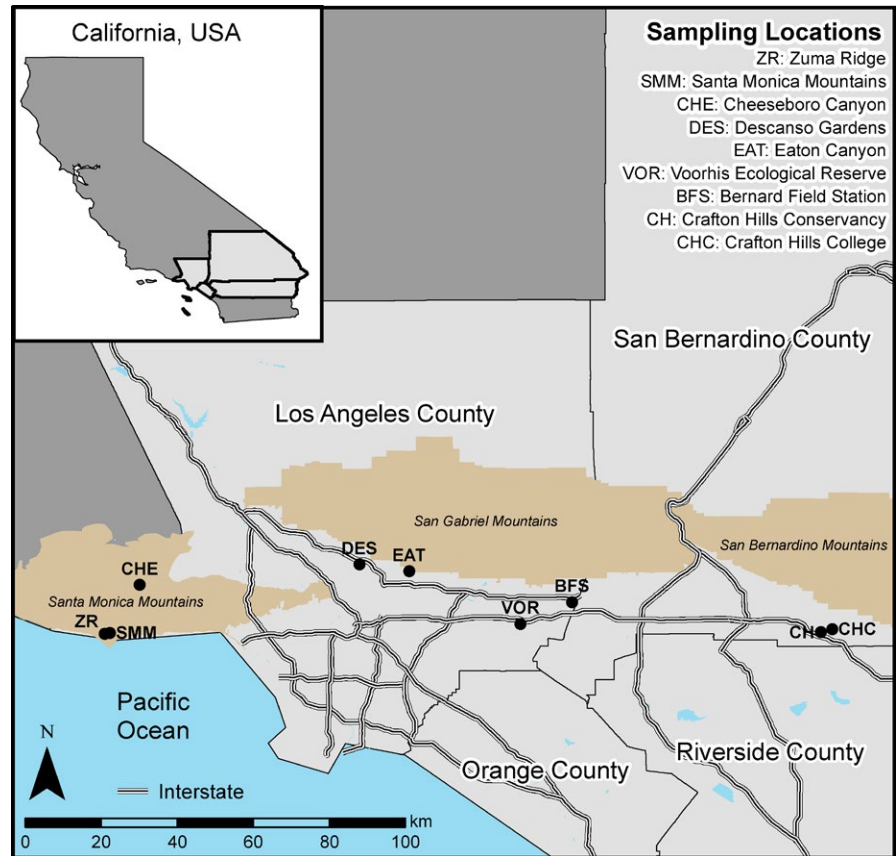 California, USA
Sampling Locations
ZR: Zuma Ridge
SMM: Santa Monica Mountains
CHE: Cheeseboro Canyon
DES: Descanso Gardens
EAT: Eaton Canyon
VOR: Voorhis Ecological Reserve
BFS: Bernard Field Station
CH: Crafton Hills Conservancy
CHC: Crafton Hills College
San Bernardino County
Los Angeles County
San Gabriel Mountains
San Bernardino Mountains
DES
EAT
CHE
BFS
Santa Monica Mountains
VOR
ZR
SMM
CH
CHC
Pacific
Ocean
N
Riverside County
Orange County
Interstate
km
0 20 40 60 80 100